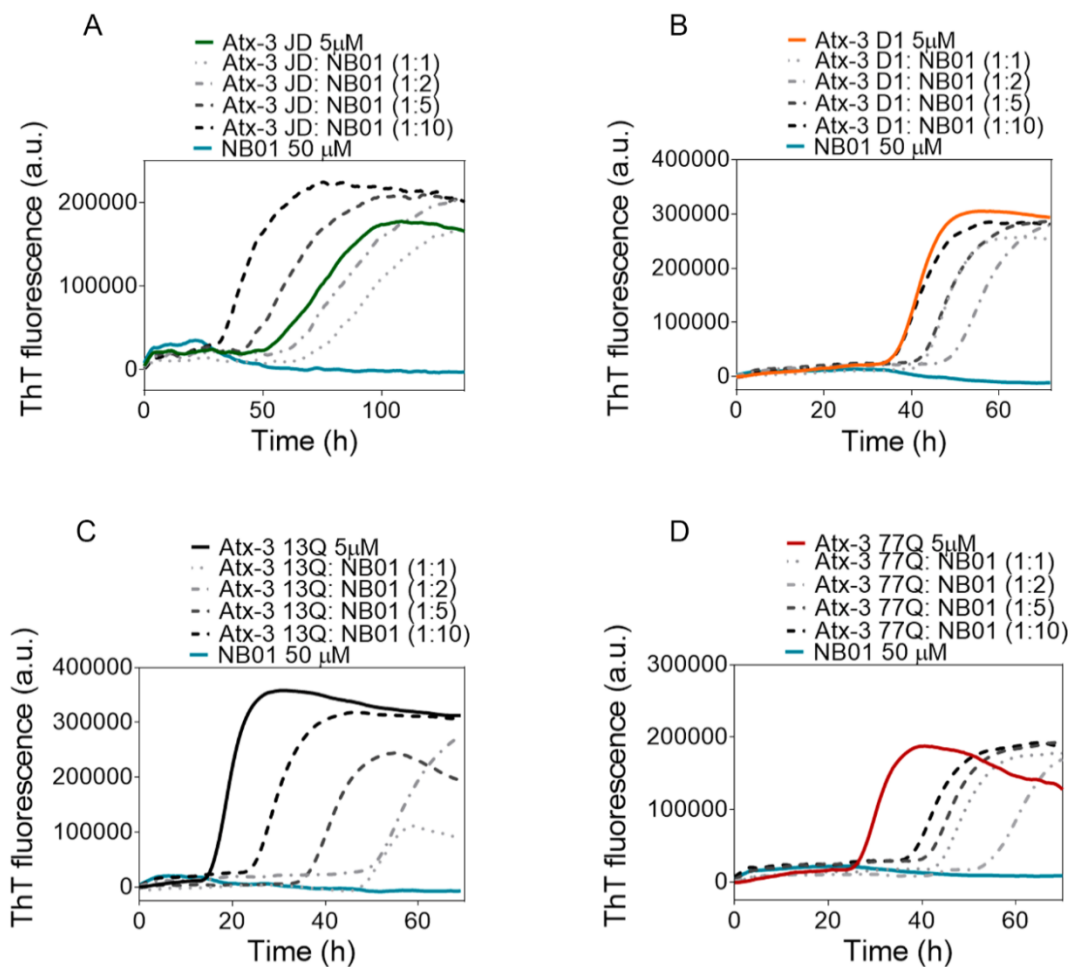 A
Atx-3 JD 5μM
Atx-3 JD: NB01 (1:1)
Atx-3 JD: NB01 (1:2)
Atx-3 JD: NB01 (1:5)
Atx-3 JD: NB01 (1:10)
NB01 50 μM
ThT fluorescence (a.u.)
200000
100000
0
0 50 100
Time (h)
B
Atx-3 D1 5μM
Atx-3 D1: NB01 (1:1)
Atx-3 D1: NB01 (1:2)
Atx-3 D1: NB01 (1:5)
Atx-3 D1: NB01 (1:10)
NB01 50 μM
ThT fluorescence (a.u.)
400000
300000
200000
100000
0
0 20 40 60
Time (h)
C
Atx-3 13Q 5μM
Atx-3 13Q: NB01 (1:1)
Atx-3 13Q: NB01 (1:2)
Atx-3 13Q: NB01 (1:5)
Atx-3 13Q: NB01 (1:10)
NB01 50 μM
ThT fluorescence (a.u.)
400000
300000
200000
100000
0
0 20 40 60
Time (h)
D
Atx-3 77Q 5μM
Atx-3 77Q: NB01 (1:1)
Atx-3 77Q: NB01 (1:2)
Atx-3 77Q: NB01 (1:5)
Atx-3 77Q: NB01 (1:10)
NB01 50 μM
ThT fluorescence (a.u.)
300000
200000
100000
0
0 20 40 60
Time (h)